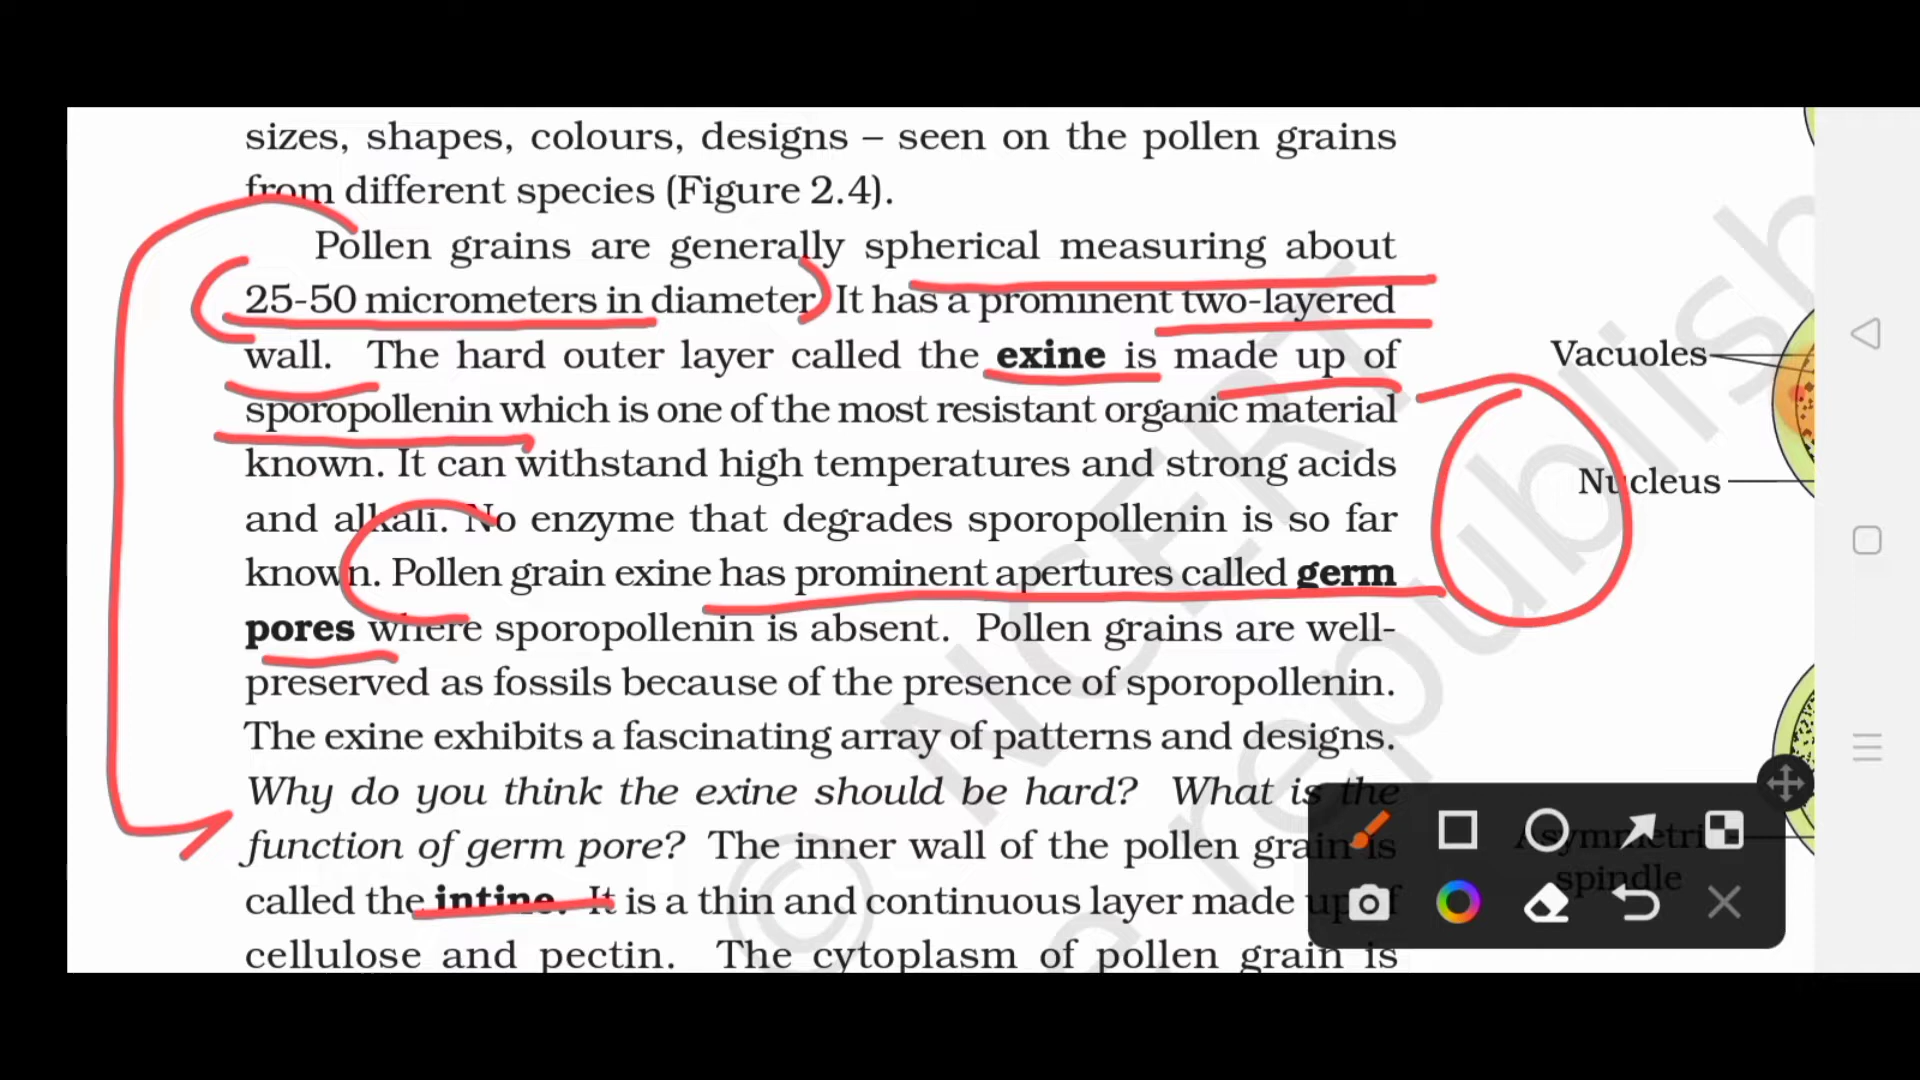 sizes, shapes, colours, designs – seen on the pollen grains
from different species (Figure 2.4).
Pollen grains are generally spherical measuring about
25-50 micrometers in diameter. It has a prominent two-layered
wall. The hard outer layer called the exine is made up of
sporopollenin which is one of the most resistant organic material
known. It can withstand high temperatures and strong acids
and alkali. No enzyme that degrades sporopollenin is so far
known. Pollen grain exine has prominent apertures called germ
pores where sporopollenin is absent. Pollen grains are well-
preserved as fossils because of the presence of sporopollenin.
The exine exhibits a fascinating array of patterns and designs.
Why do you think the exine should be hard? What is the
function of germ pore? The inner wall of the pollen grain is
called the intine. It is a thin and continuous layer made up of
cellulose and pectin. The cytoplasm of pollen grain is
Vacuoles
Nucleus
Asymmetric
spindle
© NCERT
republish